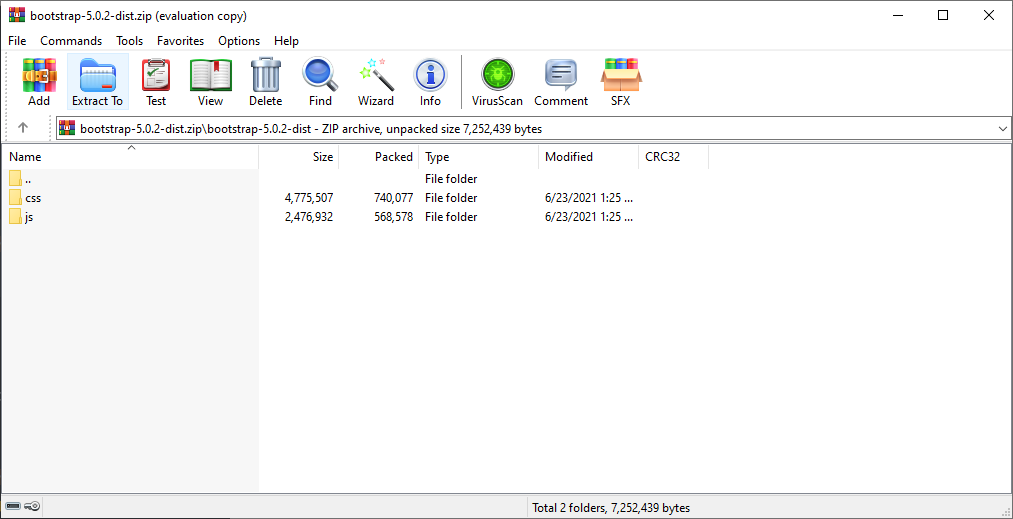 bootstrap-5.0.2-dist.zip (evaluation copy)
File Commands Tools Favorites Options Help
Add Extract To Test View Delete Find Wizard Info VirusScan Comment SFX
bootstrap-5.0.2-dist.zip\bootstrap-5.0.2-dist - ZIP archive, unpacked size 7,252,439 bytes
Name Size Packed Type Modified CRC32
.. File folder
css 4,775,507 740,077 File folder 6/23/2021 1:25 ...
js 2,476,932 568,578 File folder 6/23/2021 1:25 ...
Total 2 folders, 7,252,439 bytes